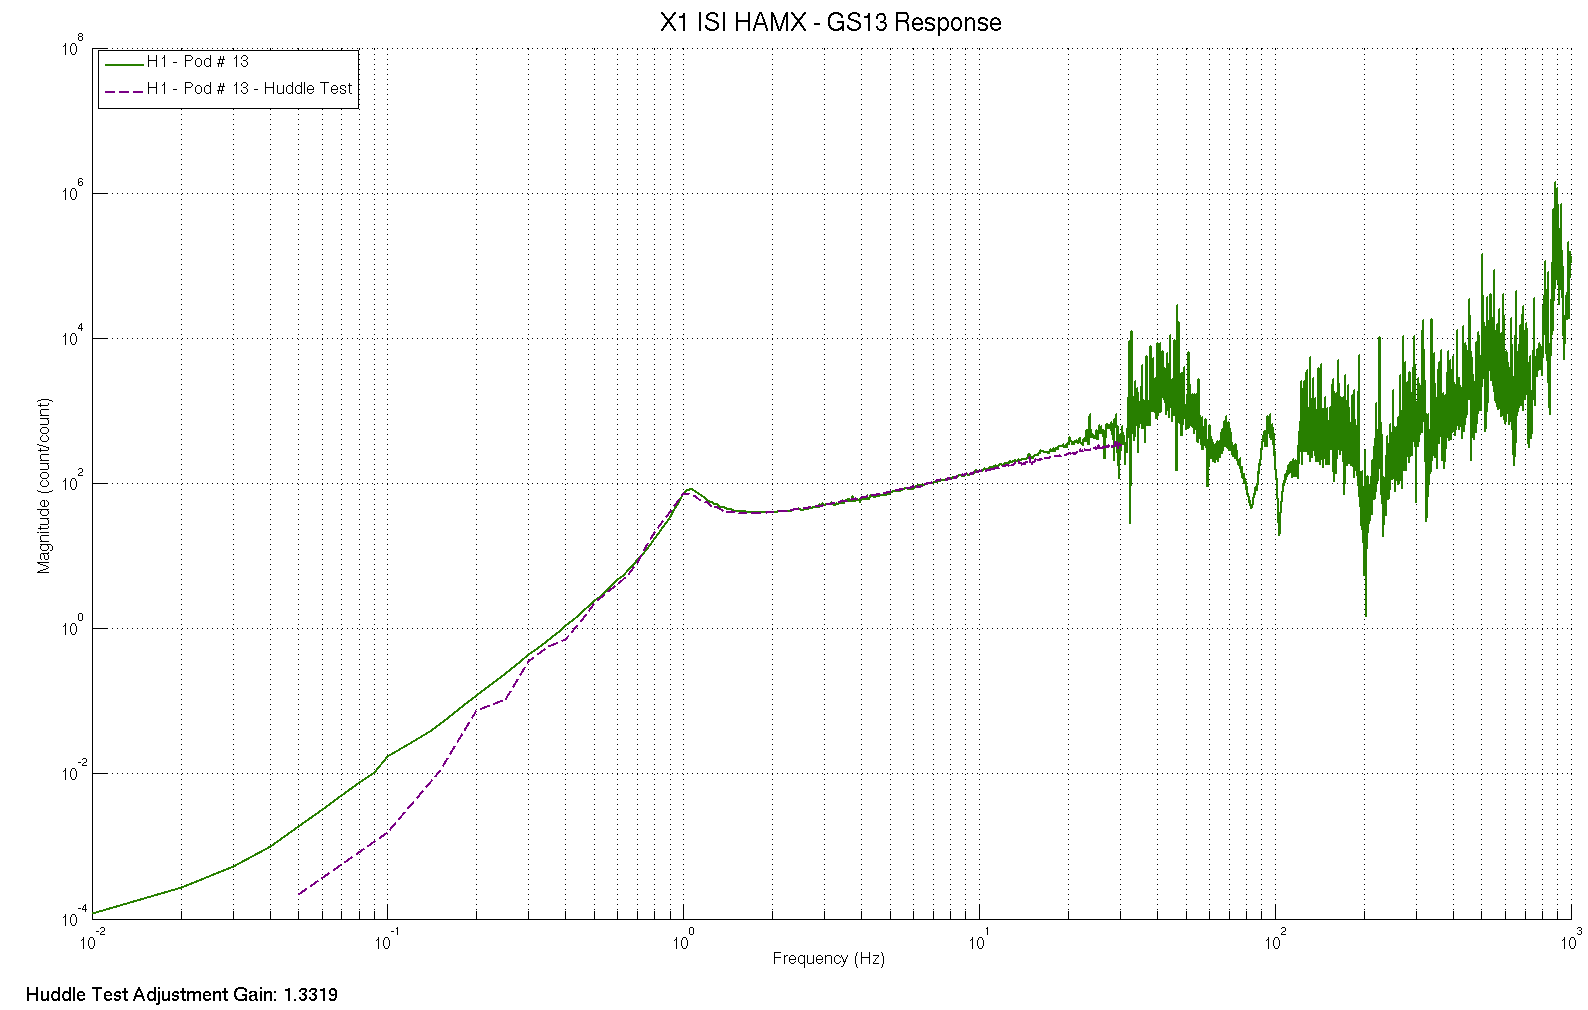 X1 ISI HAMX - GS13 Response
H1 - Pod # 13
H1 - Pod # 13 - Huddle Test
10^8
10^6
10^4
10^2
10^0
10^-2
10^-4
Magnitude (count/count)
10^-2 10^-1 10^0 10^1 10^2 10^3
Frequency (Hz)
Huddle Test Adjustment Gain: 1.3319